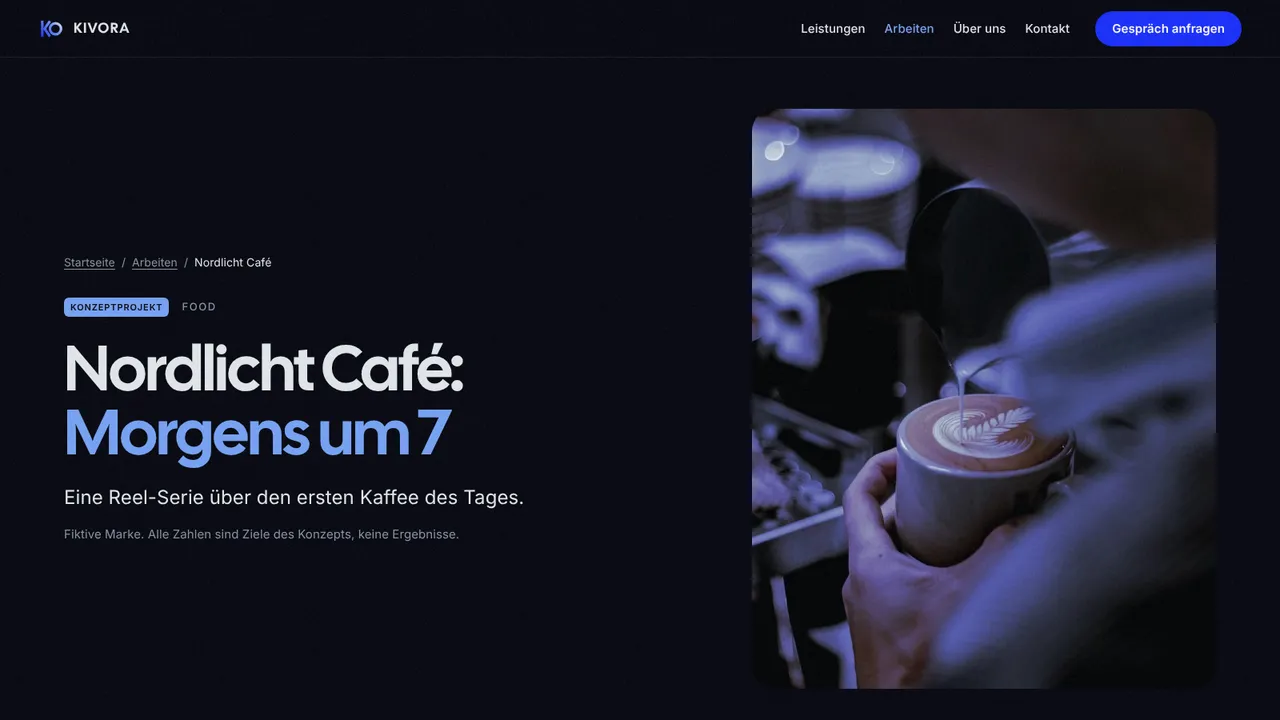 KO KIVORA
Leistungen Arbeiten Über uns Kontakt Gespräch anfragen
Startseite / Arbeiten / Nordlicht Café
KONZEPTPROJEKT FOOD
Nordlicht Café:
Morgens um 7
Eine Reel-Serie über den ersten Kaffee des Tages.
Fiktive Marke. Alle Zahlen sind Ziele des Konzepts, keine Ergebnisse.